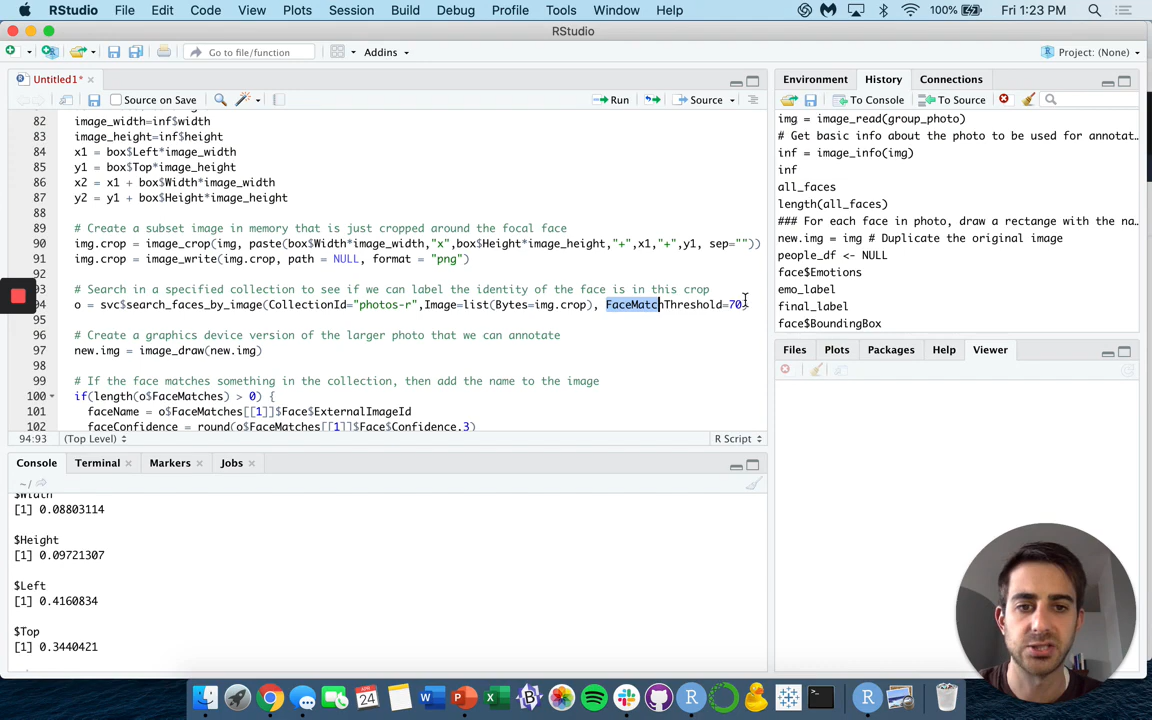 RStudio File Edit Code View Plots Session Build Debug Profile Tools Window Help 100% Fri 1:23 PM
RStudio
Go to file/function Addins Project: (None)
Untitled1*
Source on Save Run Source
82 image_width=inf$width
83 image_height=inf$height
84 x1 = box$Left*image_width
85 y1 = box$Top*image_height
86 x2 = x1 + box$Width*image_width
87 y2 = y1 + box$Height*image_height
88
89 # Create a subset image in memory that is just cropped around the focal face
90 img.crop = image_crop(img, paste(box$Width*image_width,"x",box$Height*image_height,"+",x1,"+",y1, sep=""))
91 img.crop = image_write(img.crop, path = NULL, format = "png")
92
93 # Search in a specified collection to see if we can label the identity of the face is in this crop
94 o = svc$search_faces_by_image(CollectionId="photos-r",Image=list(Bytes=img.crop), FaceMatchThreshold=70)
95
96 # Create a graphics device version of the larger photo that we can annotate
97 new.img = image_draw(new.img)
98
99 # If the face matches something in the collection, then add the name to the image
100 if(length(o$FaceMatches) > 0) {
101 faceName = o$FaceMatches[[1]]$Face$ExternalImageId
102 faceConfidence = round(o$FaceMatches[[1]]$Face$Confidence,3)
94:93 (Top Level) R Script
Console Terminal Markers Jobs
~/
$Width
[1] 0.08803114
$Height
[1] 0.09721307
$Left
[1] 0.4160834
$Top
[1] 0.3440421
Environment History Connections
To Console To Source
img = image_read(group_photo)
# Get basic info about the photo to be used for annotat…
inf = image_info(img)
inf
all_faces
length(all_faces)
### For each face in photo, draw a rectange with the na…
new.img = img # Duplicate the original image
people_df <- NULL
face$Emotions
emo_label
final_label
face$BoundingBox
Files Plots Packages Help Viewer
OCT
24